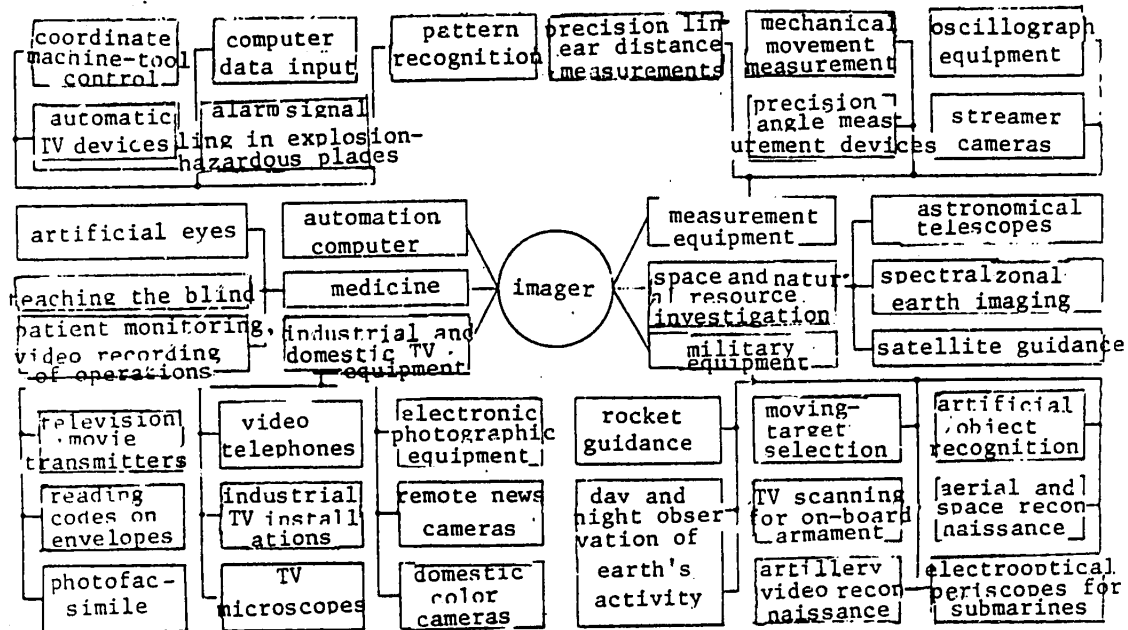 coordinate
machine-tool
control
computer
data input
pattern
recognition
precision lin
ear distance
measurements
mechanical
movement
measurement
oscillograph
equipment
automatic
TV devices
alarm signal
ling in explosion-
hazardous places
precision
angle meas
urement devices
streamer
cameras
artificial eyes
automation
computer
imager
measurement
equipment
astronomical
telescopes
teaching the blind
medicine
space and natur
al resource
investigation
spectralzonal
earth imaging
patient monitoring,
video recording
of operations
industrial and
domestic TV
equipment
military
equipment
satellite guidance
television
movie
transmitters
video
telephones
electronic
photographic
equipment
rocket
guidance
moving-
target
selection
artificial
object
recognition
reading
codes on
envelopes
industrial
TV install
ations
remote news
cameras
day and
night obser
vation of
earth's
activity
TV scanning
for on-board
armament
aerial and
space recon
naissance
photofac-
simile
TV
microscopes
domestic
color
cameras
artillery
video recon
naissance
electrooptical
periscopes for
submarines